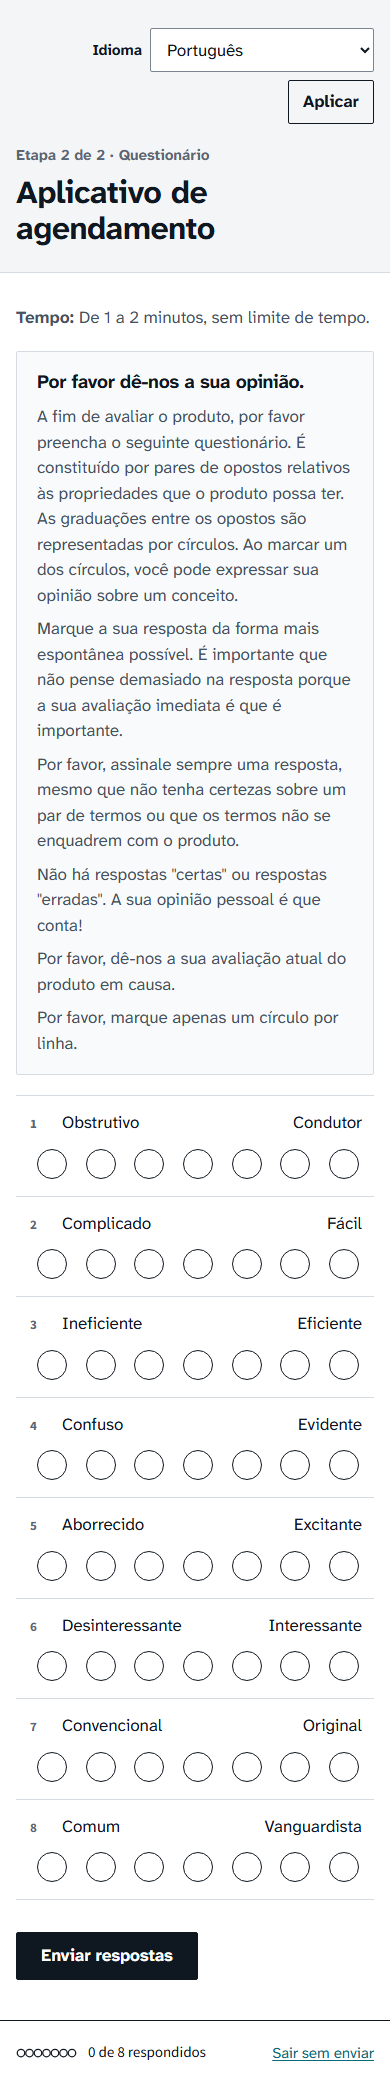 Idioma
Português
Aplicar
Etapa 2 de 2 · Questionário
Aplicativo de
agendamento
Tempo: De 1 a 2 minutos, sem limite de tempo.
Por favor dê-nos a sua opinião.
A fim de avaliar o produto, por favor
preencha o seguinte questionário. É
constituído por pares de opostos relativos
às propriedades que o produto possa ter.
As graduações entre os opostos são
representadas por círculos. Ao marcar um
dos círculos, você pode expressar sua
opinião sobre um conceito.
Marque a sua resposta da forma mais
espontânea possível. É importante que
não pense demasiado na resposta porque
a sua avaliação imediata é que é
importante.
Por favor, assinale sempre uma resposta,
mesmo que não tenha certezas sobre um
par de termos ou que os termos não se
enquadrem com o produto.
Não há respostas "certas" ou respostas
"erradas". A sua opinião pessoal é que
conta!
Por favor, dê-nos a sua avaliação atual do
produto em causa.
Por favor, marque apenas um círculo por
linha.
1 Obstrutivo Condutor
2 Complicado Fácil
3 Ineficiente Eficiente
4 Confuso Evidente
5 Aborrecido Excitante
6 Desinteressante Interessante
7 Convencional Original
8 Comum Vanguardista
Enviar respostas
0 de 8 respondidos Sair sem enviar